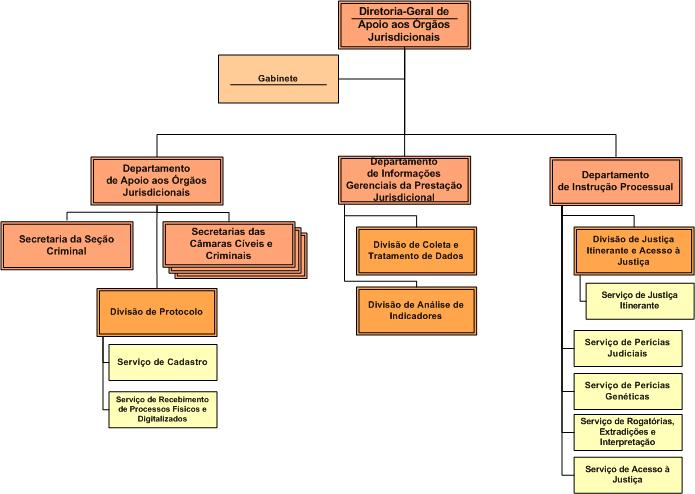 Diretoria-Geral de
Apoio aos Órgãos
Jurisdicionais
Gabinete
Departamento
de Apoio aos Órgãos
Jurisdicionais
Departamento
de Informações
Gerenciais da Prestação
Jurisdicional
Departamento
de Instrução Processual
Secretaria da Seção
Criminal
Secretarias das
Câmaras Cíveis e
Criminais
Divisão de Coleta e
Tratamento de Dados
Divisão de Justiça
Itinerante e Acesso à
Justiça
Divisão de Protocolo
Divisão de Análise de
Indicadores
Serviço de Justiça
Itinerante
Serviço de Cadastro
Serviço de Perícias
Judiciais
Serviço de Recebimento
de Processos Físicos e
Digitalizados
Serviço de Perícias
Genéticas
Serviço de Rogatórias,
Extradições e
Interpretação
Serviço de Acesso à
Justiça